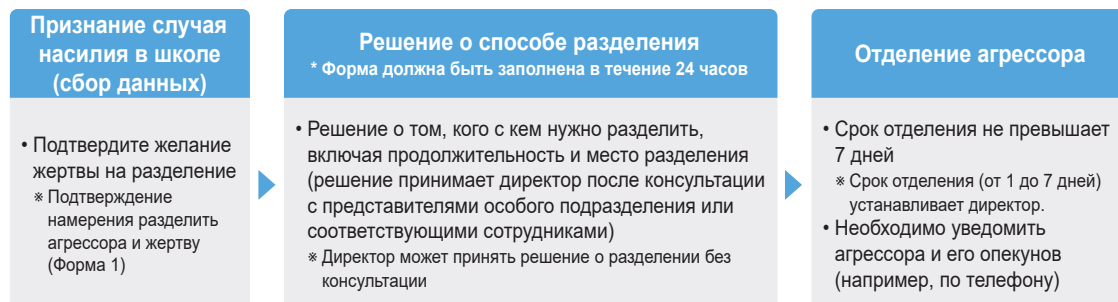 Признание случая
насилия в школе
(сбор данных)
• Подтвердите желание
жертвы на разделение
※ Подтверждение
намерения разделить
агрессора и жертву
(Форма 1)
Решение о способе разделения
* Форма должна быть заполнена в течение 24 часов
• Решение о том, кого с кем нужно разделить,
включая продолжительность и место разделения
(решение принимает директор после консультации
с представителями особого подразделения или
соответствующими сотрудниками)
※ Директор может принять решение о разделении без
консультации
Отделение агрессора
• Срок отделения не превышает
7 дней
※ Срок отделения (от 1 до 7 дней)
устанавливает директор.
• Необходимо уведомить
агрессора и его опекунов
(например, по телефону)